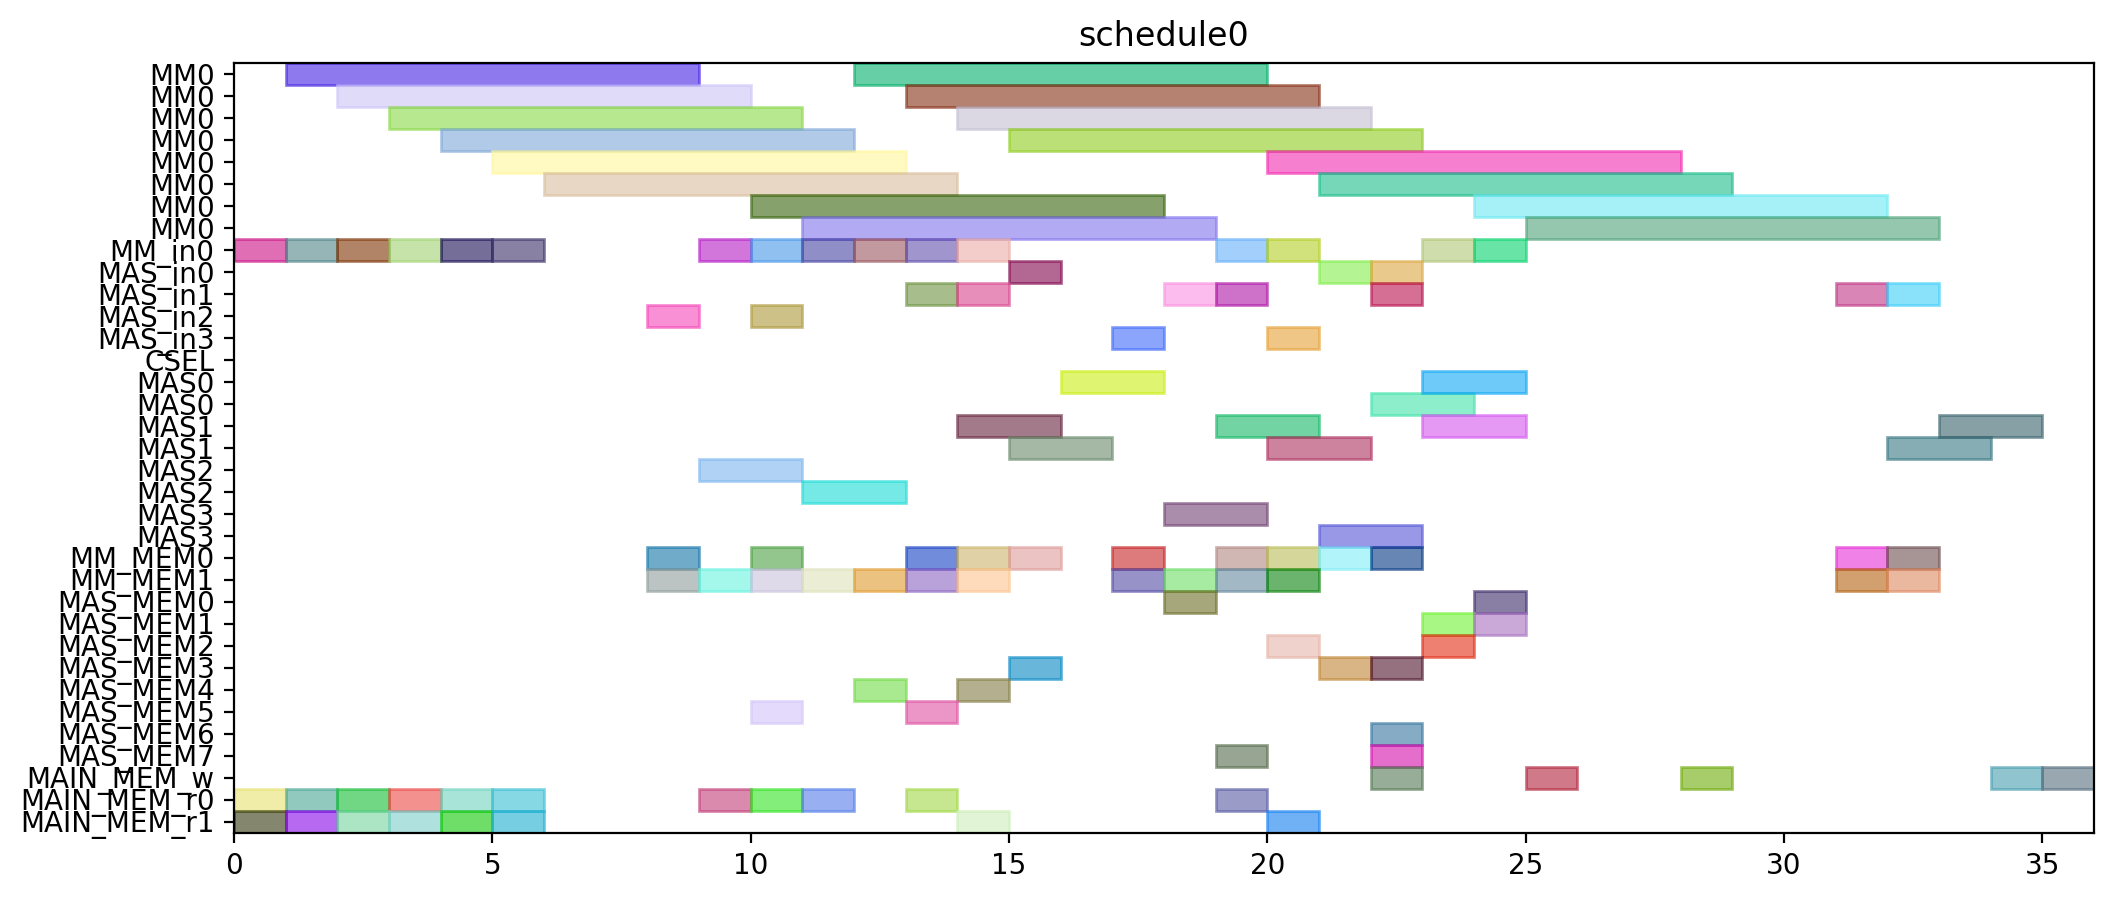 schedule0
MM0
MM0
MM0
MM0
MM0
MM0
MM0
MM0
MM_in0
MAS_in0
MAS_in1
MAS_in2
MAS_in3
CSEL
MAS0
MAS0
MAS1
MAS1
MAS2
MAS2
MAS3
MAS3
MM_MEM0
MM_MEM1
MAS_MEM0
MAS_MEM1
MAS_MEM2
MAS_MEM3
MAS_MEM4
MAS_MEM5
MAS_MEM6
MAS_MEM7
MAIN_MEM_w
MAIN_MEM_r0
MAIN_MEM_r1
0 5 10 15 20 25 30 35